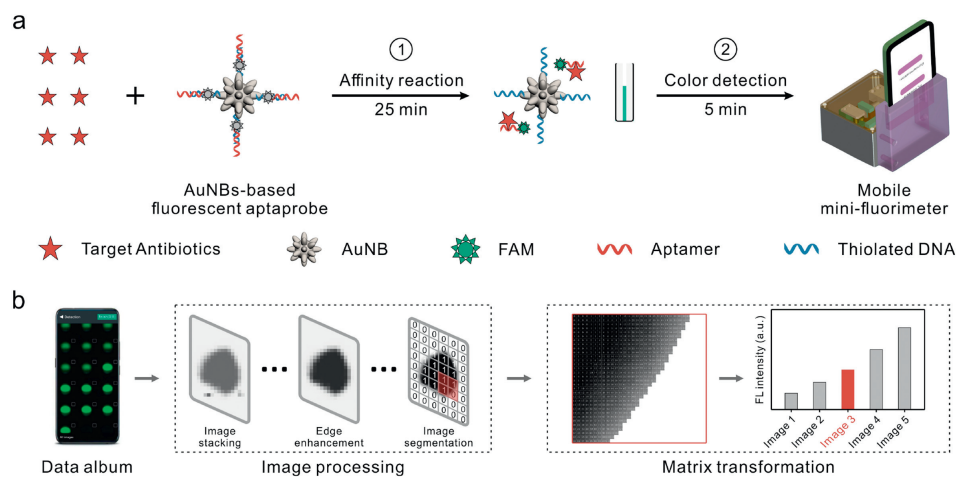 a
+
①
Affinity reaction
25 min
②
Color detection
5 min
AuNBs-based
fluorescent aptaprobe
Mobile
mini-fluorimeter
Target Antibiotics
AuNB
FAM
Aptamer
Thiolated DNA
b
Detection
Image
stacking
Edge
enhancement
Image
segmentation
FL intensity (a.u.)
Image 1
Image 2
Image 3
Image 4
Image 5
Data album
Image processing
Matrix transformation